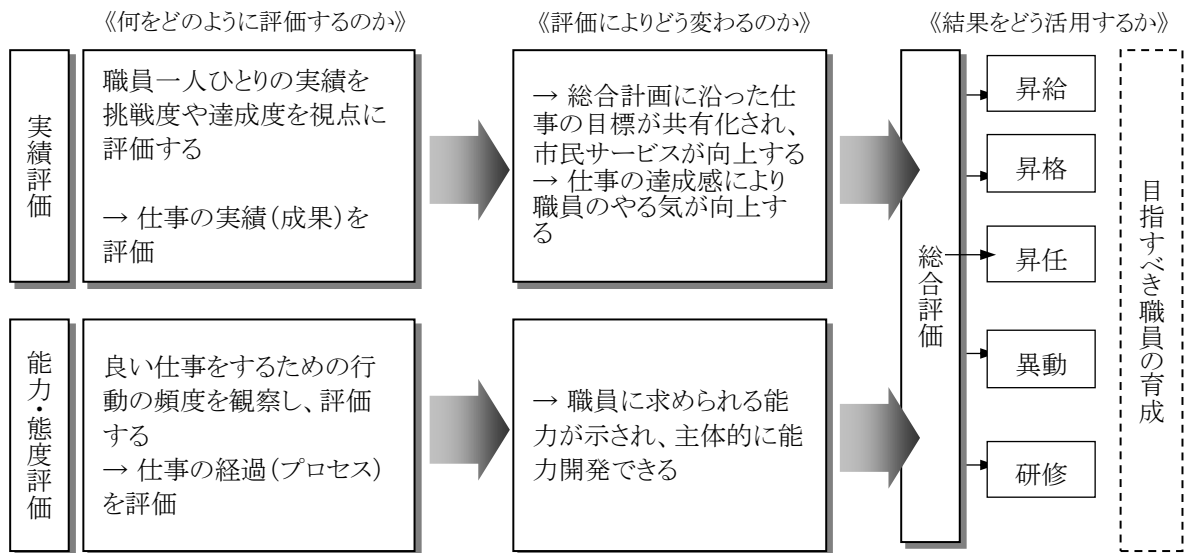 《何をどのように評価するのか》
《評価によりどう変わるのか》
《結果をどう活用するか》
実績評価
職員一人ひとりの実績を
挑戦度や達成度を視点に
評価する
→ 仕事の実績(成果)を
評価
→ 総合計画に沿った仕
事の目標が共有化され、
市民サービスが向上する
→ 仕事の達成感により
職員のやる気が向上す
る
能力・態度評価
良い仕事をするための行
動の頻度を観察し、評価
する
→ 仕事の経過(プロセス)
を評価
→ 職員に求められる能
力が示され、主体的に能
力開発できる
総合評価
昇給
昇格
昇任
異動
研修
目指すべき職員の育成